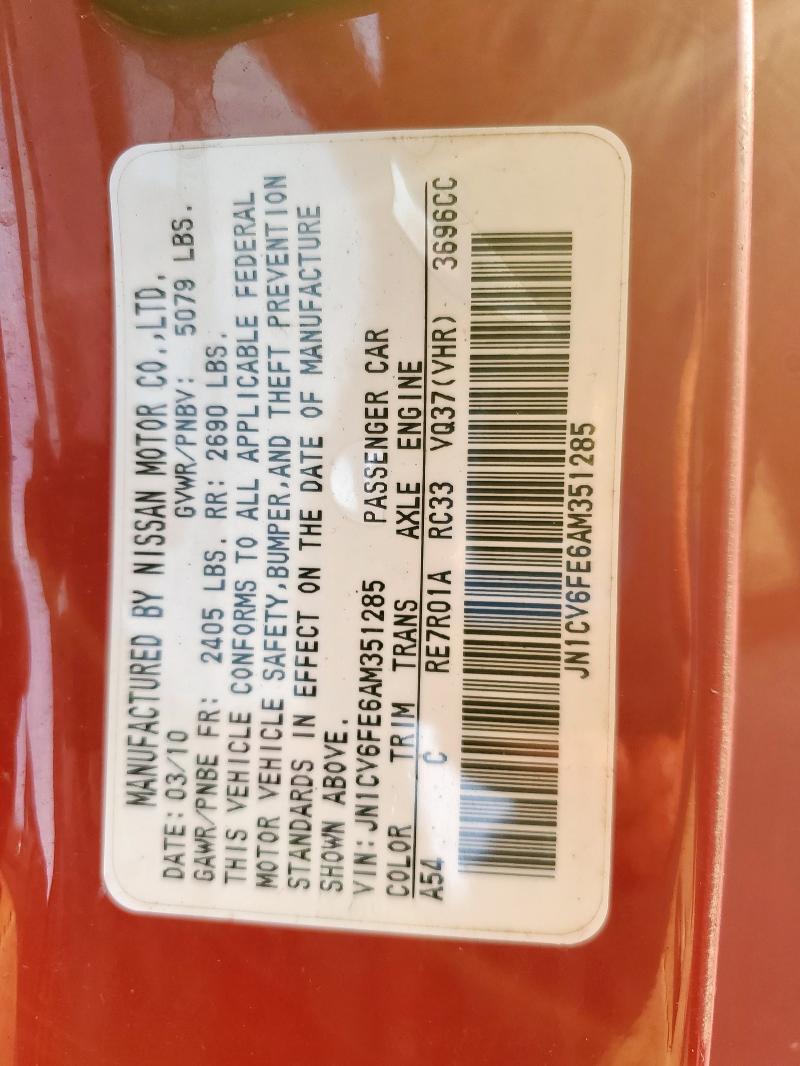 MANUFACTURED BY NISSAN MOTOR CO.,LTD.
DATE: 03/10 GVWR/PNBV: 5079 LBS.
GAWR/PNBE FR: 2405 LBS. RR: 2690 LBS.
THIS VEHICLE CONFORMS TO ALL APPLICABLE FEDERAL
MOTOR VEHICLE SAFETY,BUMPER,AND THEFT PREVENTION
STANDARDS IN EFFECT ON THE DATE OF MANUFACTURE
SHOWN ABOVE.
VIN:JN1CV6FE6AM351285 PASSENGER CAR
COLOR TRIM TRANS AXLE ENGINE
A54 C RE7R01A RC33 VQ37(VHR) 3696CC
JN1CV6FE6AM351285